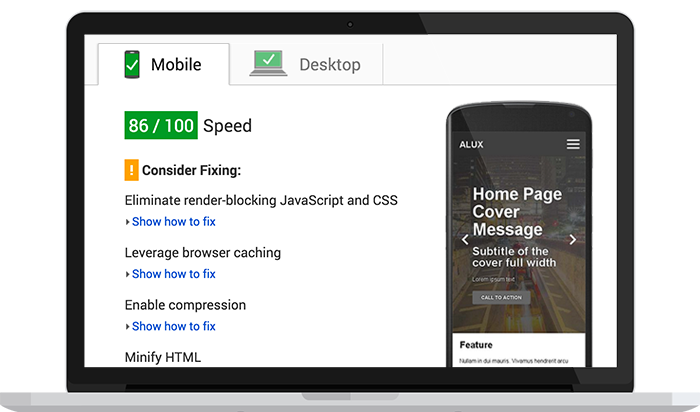 Mobile
Desktop
86 / 100 Speed
! Consider Fixing:
Eliminate render-blocking JavaScript and CSS
Show how to fix
Leverage browser caching
Show how to fix
Enable compression
Show how to fix
Minify HTML
ALUX
Home Page
Cover
Message
Subtitle of the
cover full width
Lorem ipsum text
CALL TO ACTION
Feature
Nullam in dui mauris. Vivamus hendrerit arcu